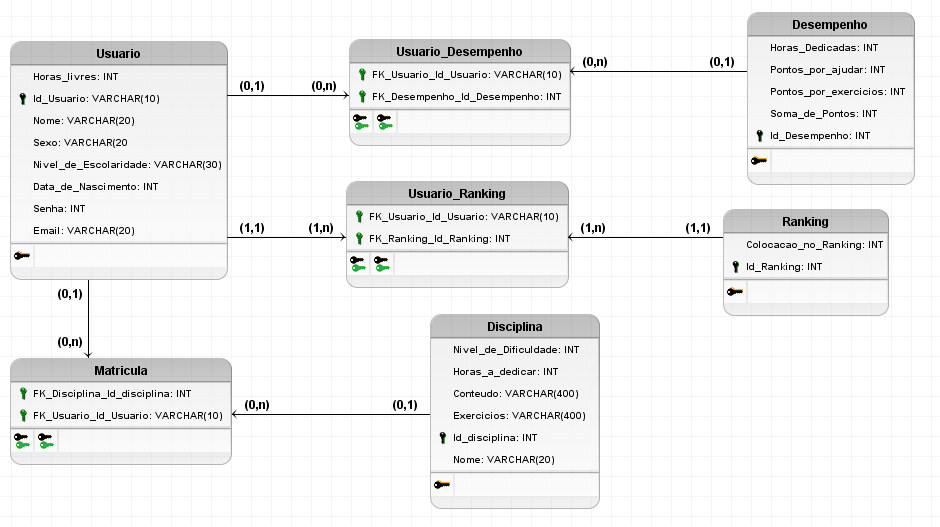 Usuario
Horas_livres: INT
Id_Usuario: VARCHAR(10)
Nome: VARCHAR(20)
Sexo: VARCHAR(20
Nivel_de_Escolaridade: VARCHAR(30)
Data_de_Nascimento: INT
Senha: INT
Email: VARCHAR(20)
(0,1)
(0,n)
Usuario_Desempenho
FK_Usuario_Id_Usuario: VARCHAR(10)
FK_Desempenho_Id_Desempenho: INT
(0,n)
(0,1)
Desempenho
Horas_Dedicadas: INT
Pontos_por_ajudar: INT
Pontos_por_exercicios: INT
Soma_de_Pontos: INT
Id_Desempenho: INT
(1,1)
(1,n)
Usuario_Ranking
FK_Usuario_Id_Usuario: VARCHAR(10)
FK_Ranking_Id_Ranking: INT
(1,n)
(1,1)
Ranking
Colocacao_no_Ranking: INT
Id_Ranking: INT
(0,1)
(0,n)
Matricula
FK_Disciplina_Id_disciplina: INT
FK_Usuario_Id_Usuario: VARCHAR(10)
(0,n)
(0,1)
Disciplina
Nivel_de_Dificuldade: INT
Horas_a_dedicar: INT
Conteudo: VARCHAR(400)
Exercicios: VARCHAR(400)
Id_disciplina: INT
Nome: VARCHAR(20)